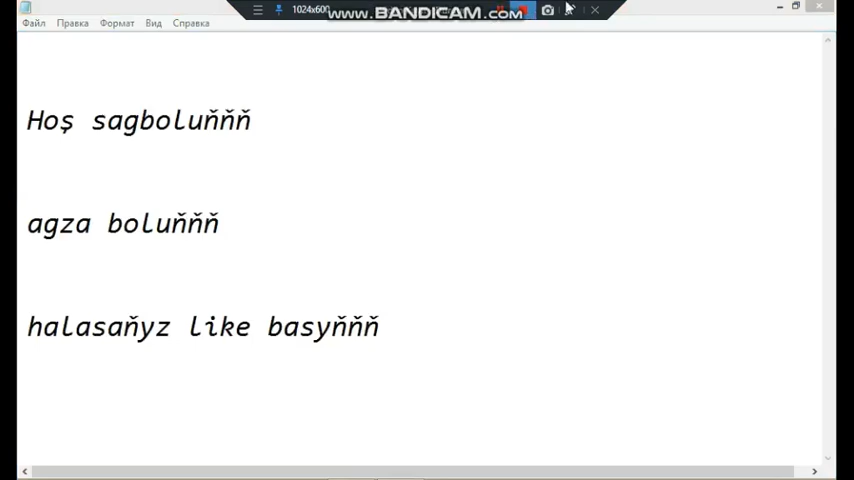 1024x600
www.BANDICAM.com
Файл Правка Формат Вид Справка
Hoş sagboluňňň
agza boluňňň
halasaňyz like basyňňň